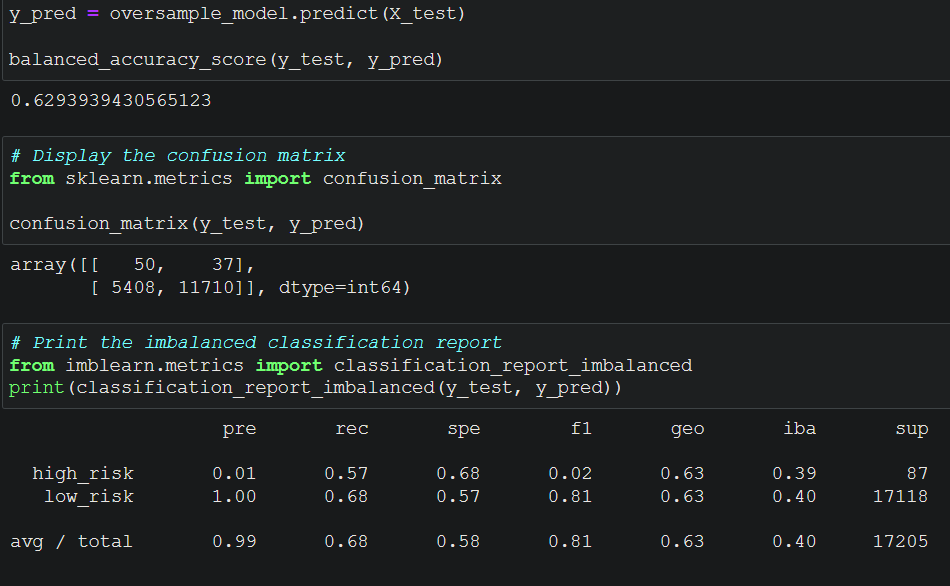 y_pred = oversample_model.predict(X_test)
balanced_accuracy_score(y_test, y_pred)
0.6293939430565123
# Display the confusion matrix
from sklearn.metrics import confusion_matrix
confusion_matrix(y_test, y_pred)
array([[   50,    37],
       [ 5408, 11710]], dtype=int64)
# Print the imbalanced classification report
from imblearn.metrics import classification_report_imbalanced
print(classification_report_imbalanced(y_test, y_pred))
                   pre       rec       spe        f1       geo       iba       sup
  high_risk       0.01      0.57      0.68      0.02      0.63      0.39        87
   low_risk       1.00      0.68      0.57      0.81      0.63      0.40     17118
avg / total       0.99      0.68      0.58      0.81      0.63      0.40     17205